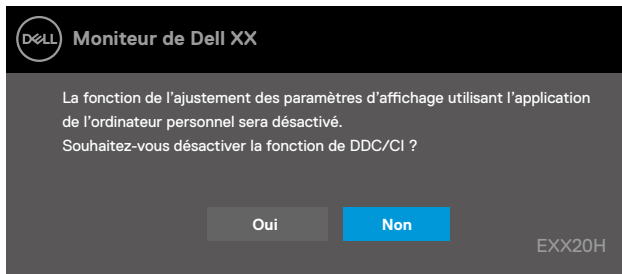 DELL
Moniteur de Dell XX
La fonction de l'ajustement des paramètres d'affichage utilisant l'application
de l'ordinateur personnel sera désactivé.
Souhaitez-vous désactiver la fonction de DDC/CI ?
Oui
Non
EXX20H